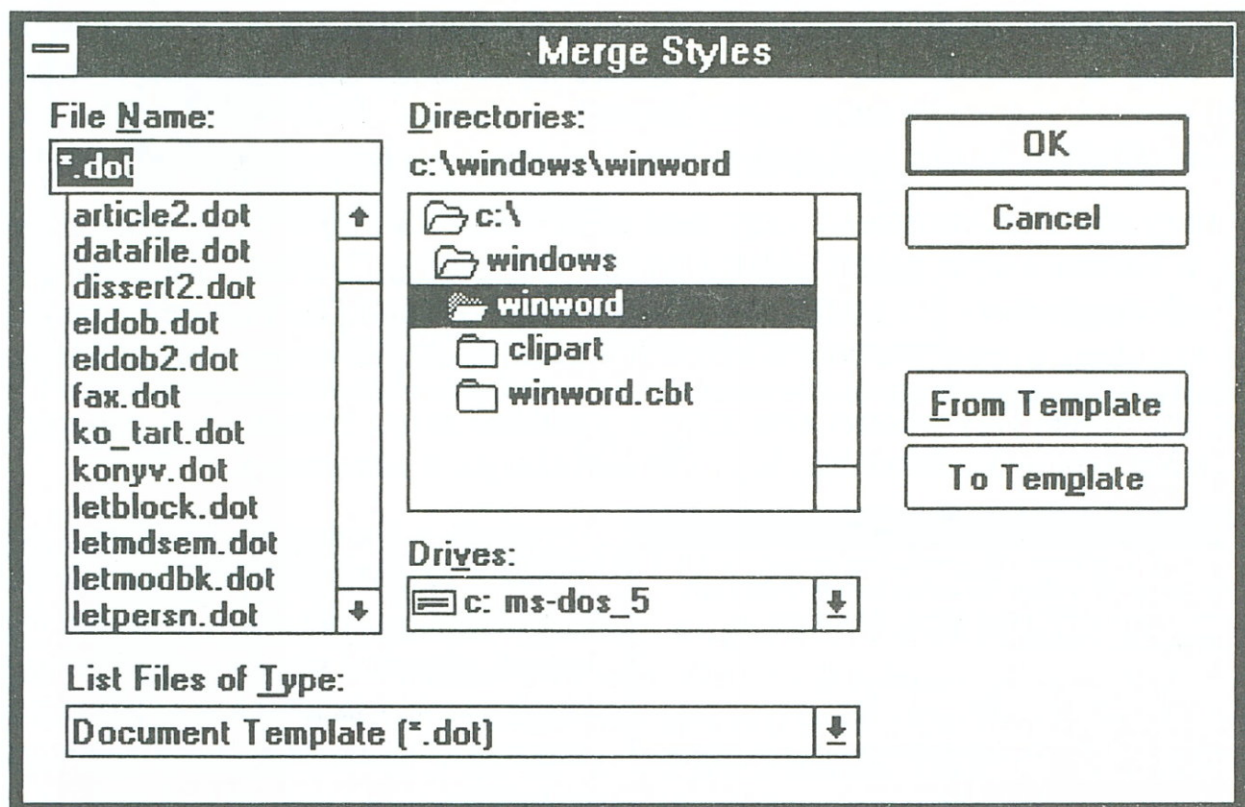 Merge Styles
File Name:
*.dot
article2.dot
datafile.dot
dissert2.dot
eldob.dot
eldob2.dot
fax.dot
ko_tart.dot
konyv.dot
letblock.dot
letmdsem.dot
letmodbk.dot
letpersn.dot
Directories:
c:\windows\winword
c:\
windows
winword
clipart
winword.cbt
Drives:
c: ms-dos_5
List Files of Type:
Document Template (*.dot)
OK
Cancel
From Template
To Template